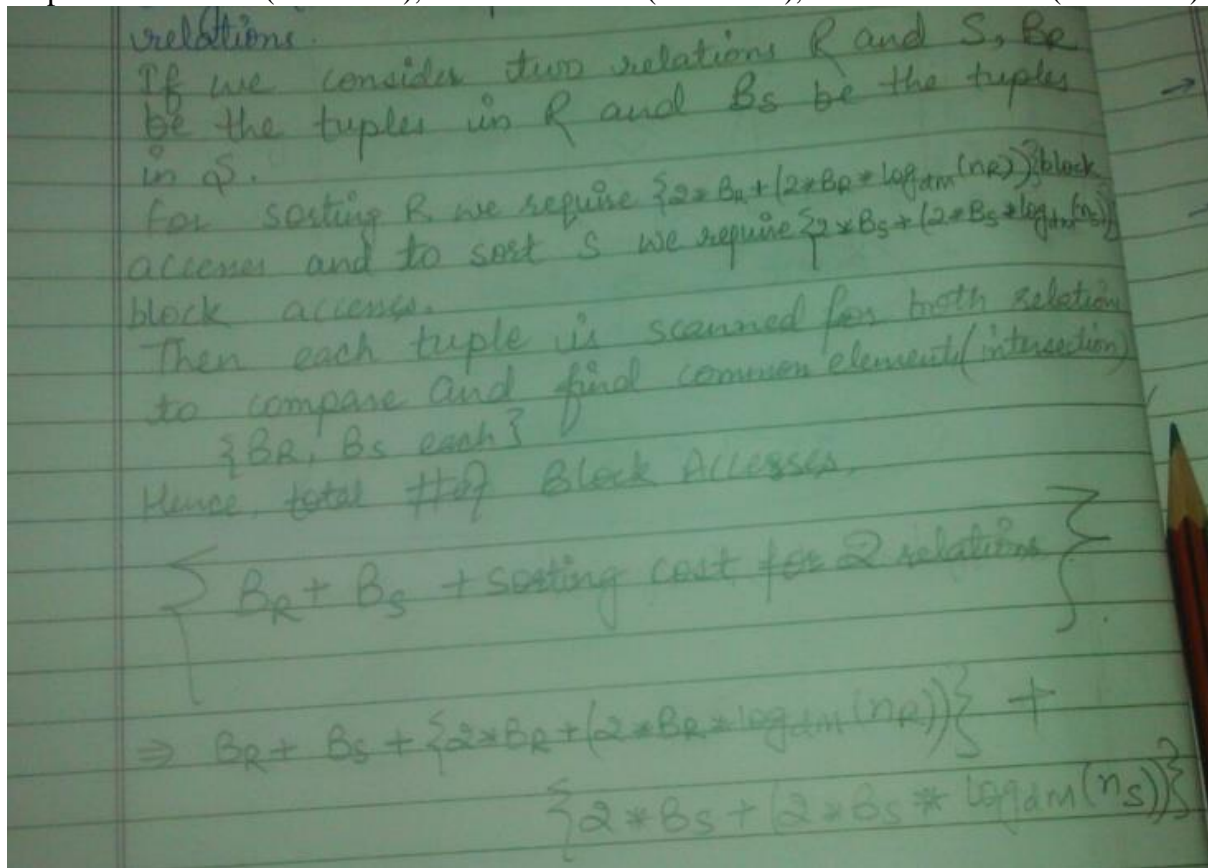 relations.
If we consider two relations R and S, BR
be the tuples in R and BS be the tuples
in S.
For sorting R we require {2*BR+(2*BR*logdm(nR))} block
accesses and to sort S we require {2*BS+(2*BS*logdm(nS))}
block accesses.
Then each tuple is scanned for both relation
to compare and find common element (intersection)
{BR, BS each}
Hence, total # of Block Accesses.
{BR + BS + sorting cost for 2 relations}.
⇒ BR + BS + {2*BR+(2*BR*logdM(nR))} +
{2*BS+(2*BS*logdM(nS))}